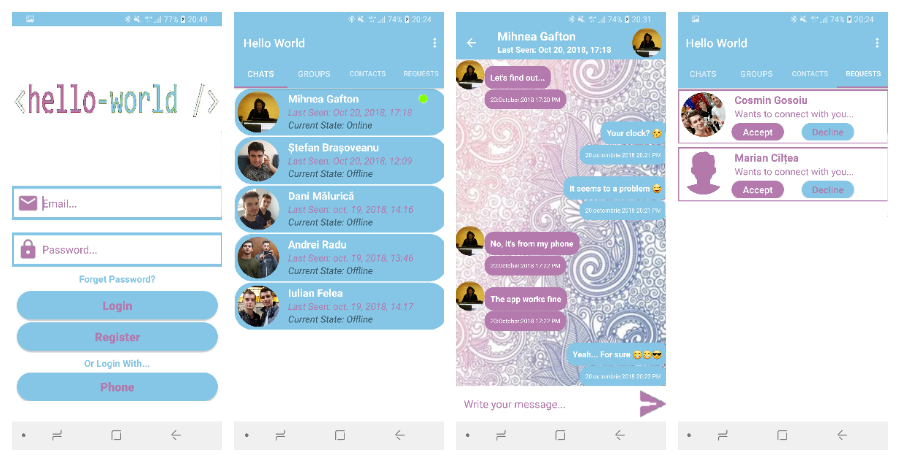 77% 20:49
<hello-world />
Email...
Password...
Forget Password?
Login
Register
Or Login With...
Phone
74% 20:24
Hello World
CHATS GROUPS CONTACTS REQUESTS
Mihnea Gafton
Last Seen: Oct 20, 2018, 17:18
Current State: Online
Ștefan Brașoveanu
Last Seen: Oct 20, 2018, 12:09
Current State: Offline
Dani Mălurică
Last Seen: oct. 19, 2018, 14:16
Current State: Offline
Andrei Radu
Last Seen: oct. 19, 2018, 13:46
Current State: Offline
Iulian Felea
Last Seen: oct. 19, 2018, 14:17
Current State: Offline
74% 20:31
Mihnea Gafton
Last Seen: Oct 20, 2018, 17:18
Let's find out...
20 October 2018 17:20 PM
Your clock?
20 octombrie 2018 20:21 PM
It seems to a problem
20 octombrie 2018 20:21 PM
No, it's from my phone
20 October 2018 17:22 PM
The app works fine
20 October 2018 17:22 PM
Yeah... For sure
20 octombrie 2018 20:22 PM
Write your message...
74% 20:24
Hello World
CHATS GROUPS CONTACTS REQUESTS
Cosmin Gosoiu
Wants to connect with you...
Accept Decline
Marian Cîlțea
Wants to connect with you...
Accept Decline